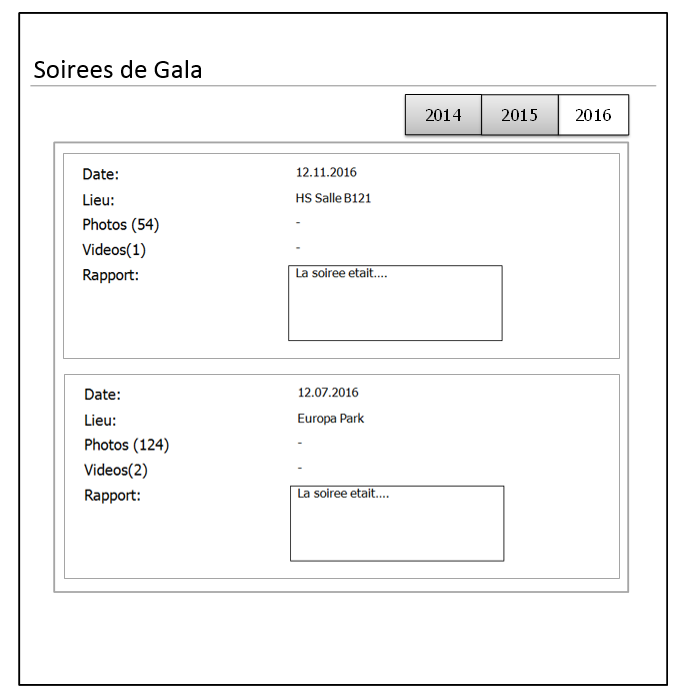 Soirees de Gala
2014 2015 2016
Date: 12.11.2016
Lieu: HS Salle B121
Photos (54) -
Videos(1) -
Rapport: La soiree etait....
Date: 12.07.2016
Lieu: Europa Park
Photos (124) -
Videos(2) -
Rapport: La soiree etait....